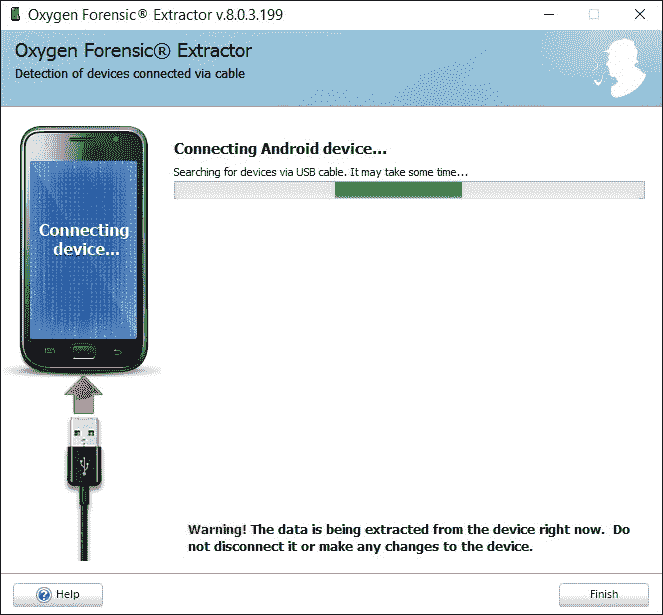 Oxygen Forensic® Extractor v.8.0.3.199
Oxygen Forensic® Extractor
Detection of devices connected via cable
Connecting Android device...
Searching for devices via USB cable. It may take some time...
Connecting
device...
Warning! The data is being extracted from the device right now.  Do
not disconnect it or make any changes to the device.
Help
Finish